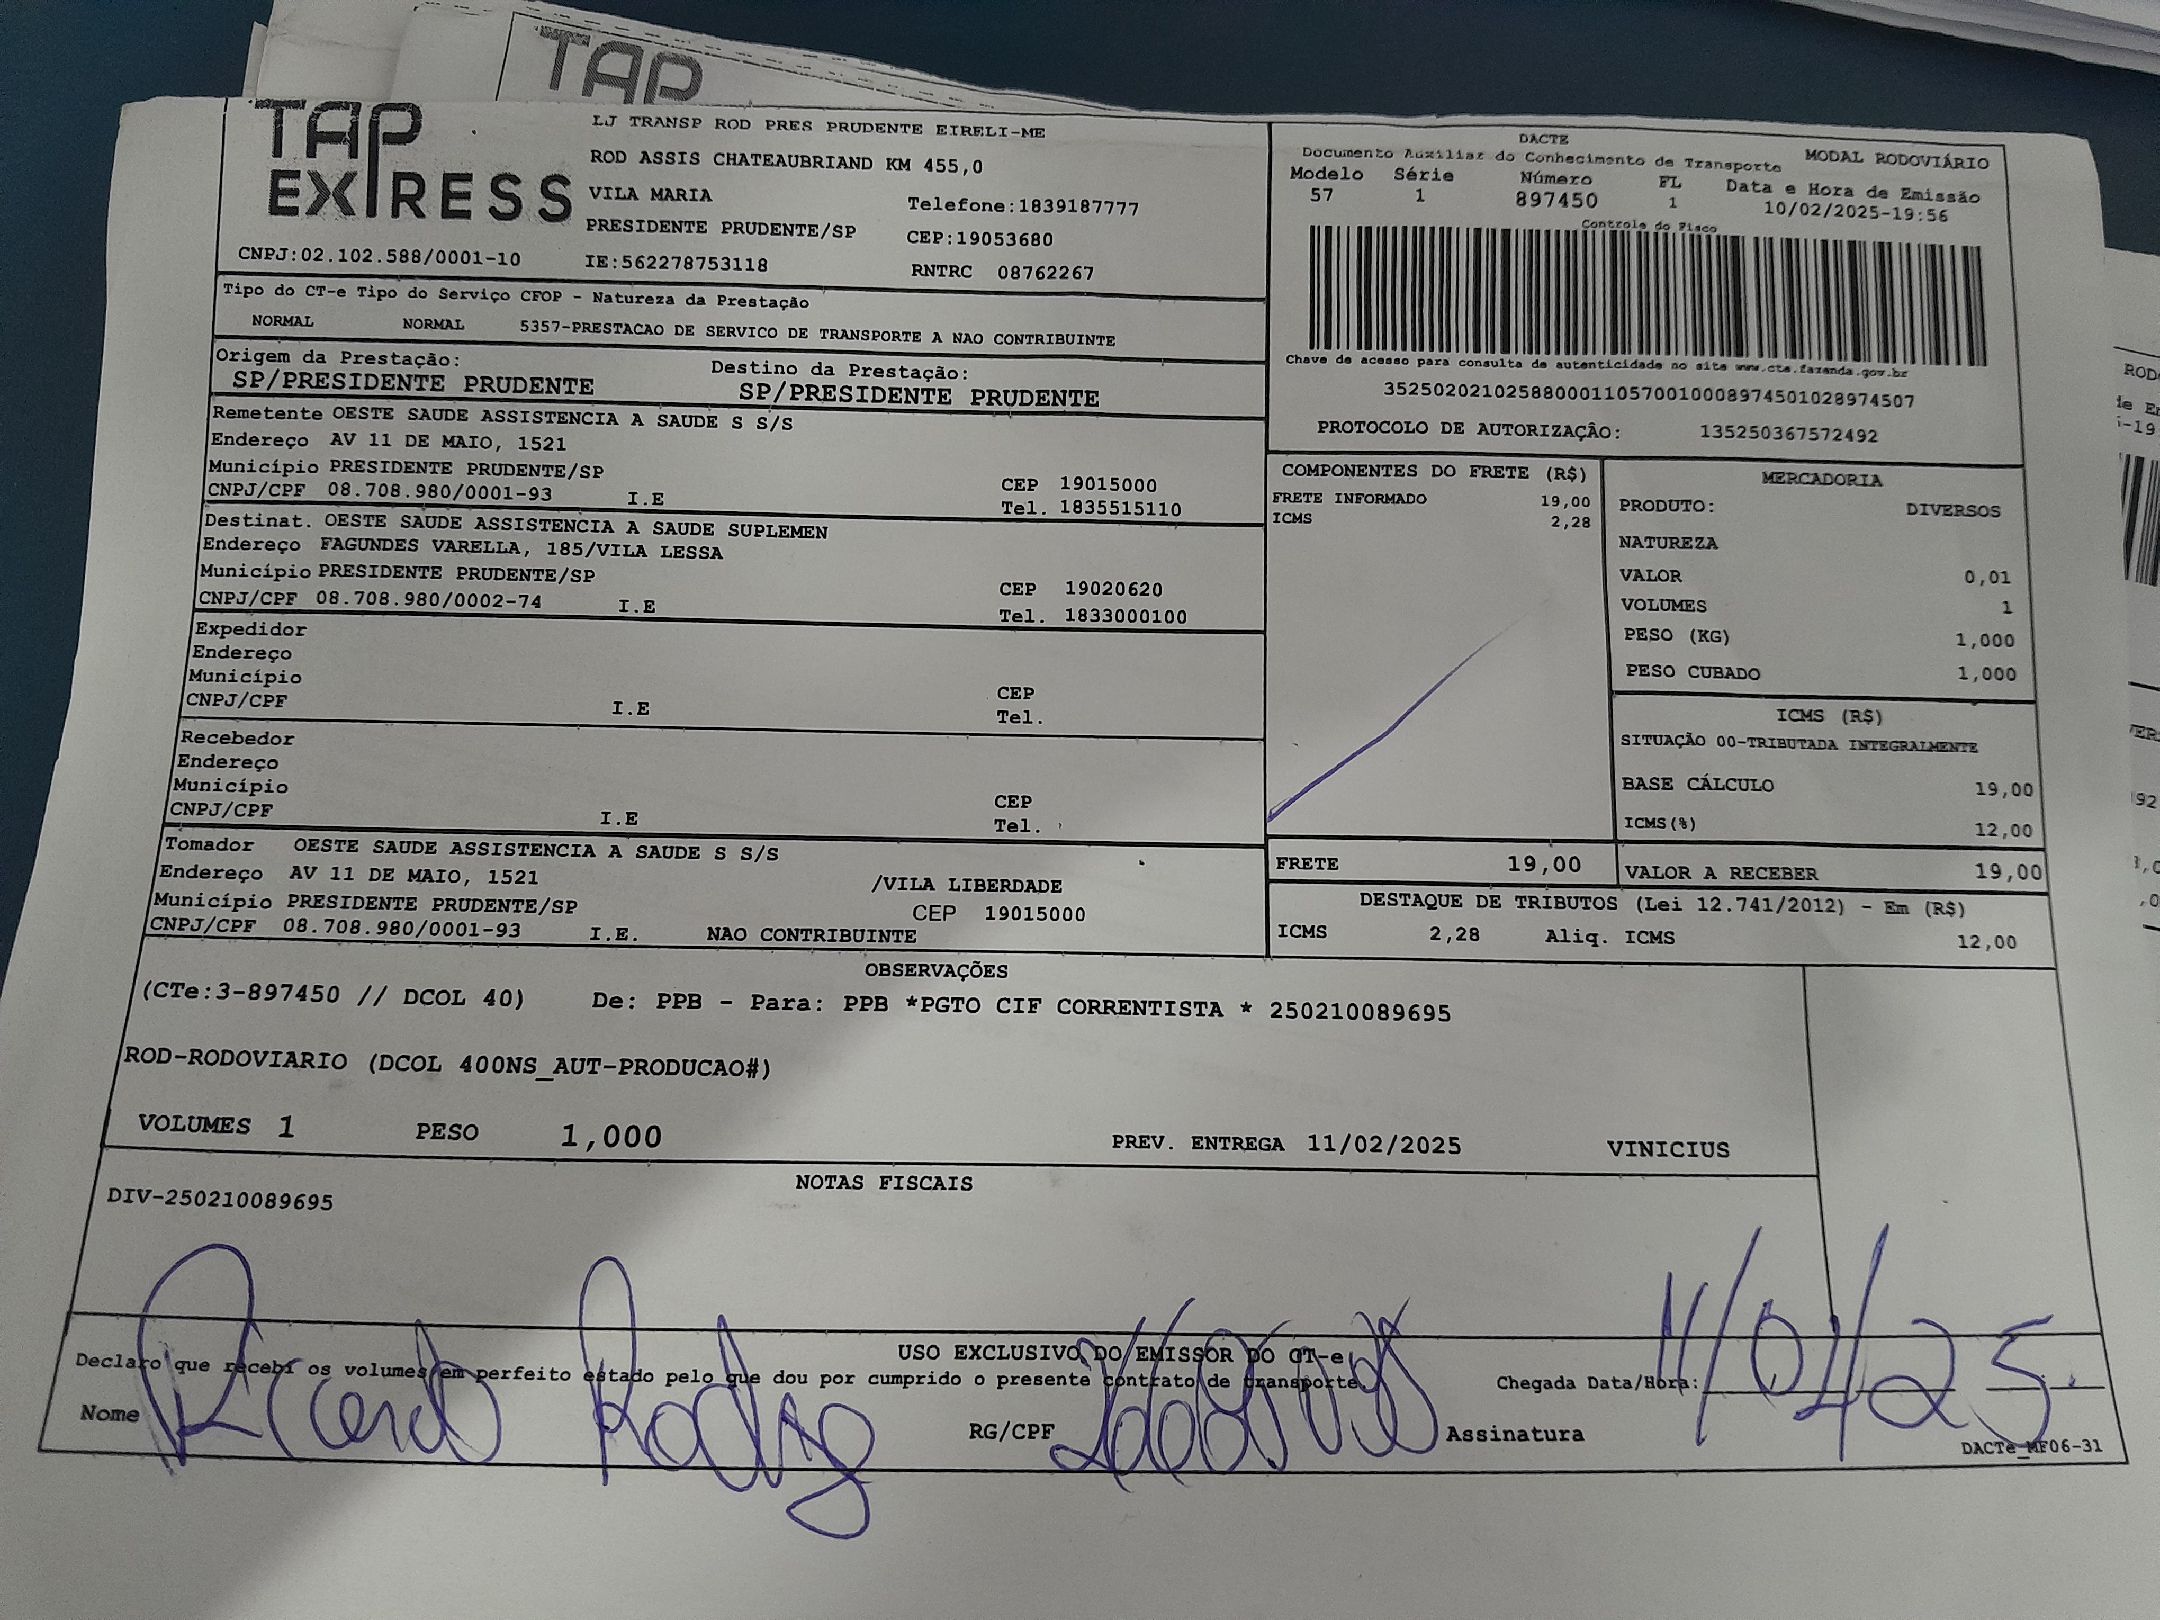 TAP
TAP
EXPRESS
CNPJ:02.102.588/0001-10
LJ TRANSP ROD PRES PRUDENTE EIRELI-ME
ROD ASSIS CHATEAUBRIAND KM 455,0
VILA MARIA
Telefone:1839187777
PRESIDENTE PRUDENTE/SP CEP:19053680
IE:562278753118 RNTRC 08762267
DACTE
Documento Auxiliar do Conhecimento de Transporte MODAL RODOVIÁRIO
Modelo Série Número FL Data e Hora de Emissão
57 1 897450 1 10/02/2025-19:56
Controle do Fisco
Chave de acesso para consulta de autenticidade no site www.cte.fazenda.gov.br
35250202102588000110570010008974501028974507
PROTOCOLO DE AUTORIZAÇÃO: 135250367572492
Tipo do CT-e Tipo do Serviço CFOP - Natureza da Prestação
NORMAL NORMAL 5357-PRESTACAO DE SERVICO DE TRANSPORTE A NAO CONTRIBUINTE
Origem da Prestação: Destino da Prestação:
SP/PRESIDENTE PRUDENTE SP/PRESIDENTE PRUDENTE
Remetente OESTE SAUDE ASSISTENCIA A SAUDE S S/S
Endereço AV 11 DE MAIO, 1521
Município PRESIDENTE PRUDENTE/SP CEP 19015000
CNPJ/CPF 08.708.980/0001-93 I.E Tel. 1835515110
Destinat. OESTE SAUDE ASSISTENCIA A SAUDE SUPLEMEN
Endereço FAGUNDES VARELLA, 185/VILA LESSA
Município PRESIDENTE PRUDENTE/SP CEP 19020620
CNPJ/CPF 08.708.980/0002-74 I.E Tel. 1833000100
Expedidor
Endereço
Município CEP
CNPJ/CPF I.E Tel.
Recebedor
Endereço
Município CEP
CNPJ/CPF I.E Tel.
Tomador OESTE SAUDE ASSISTENCIA A SAUDE S S/S
Endereço AV 11 DE MAIO, 1521 /VILA LIBERDADE
Município PRESIDENTE PRUDENTE/SP CEP 19015000
CNPJ/CPF 08.708.980/0001-93 I.E. NAO CONTRIBUINTE
COMPONENTES DO FRETE (R$)
FRETE INFORMADO 19,00
ICMS 2,28
MERCADORIA
PRODUTO: DIVERSOS
NATUREZA
VALOR 0,01
VOLUMES 1
PESO (KG) 1,000
PESO CUBADO 1,000
ICMS (R$)
SITUAÇÃO 00-TRIBUTADA INTEGRALMENTE
BASE CÁLCULO 19,00
ICMS(%) 12,00
FRETE 19,00 VALOR A RECEBER 19,00
DESTAQUE DE TRIBUTOS (Lei 12.741/2012) - Em (R$)
ICMS 2,28 Aliq. ICMS 12,00
OBSERVAÇÕES
(CTe:3-897450 // DCOL 40) De: PPB - Para: PPB *PGTO CIF CORRENTISTA * 250210089695
ROD-RODOVIARIO (DCOL 400NS_AUT-PRODUCAO#)
VOLUMES 1 PESO 1,000 PREV. ENTREGA 11/02/2025 VINICIUS
NOTAS FISCAIS
DIV-250210089695
USO EXCLUSIVO DO EMISSOR DO CT-e
Declaro que recebi os volumes em perfeito estado pelo que dou por cumprido o presente contrato de transporte
Chegada Data/Hora:
Nome Ricardo RG/CPF Assinatura
DACTe_MF06-31